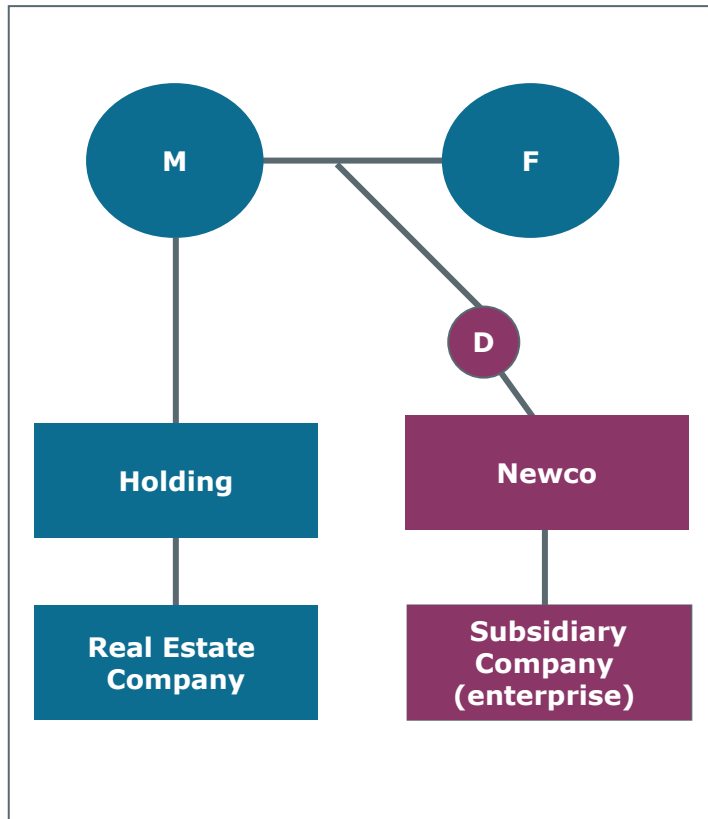 M
F
D
Holding
Newco
Real Estate
Company
Subsidiary
Company
(enterprise)